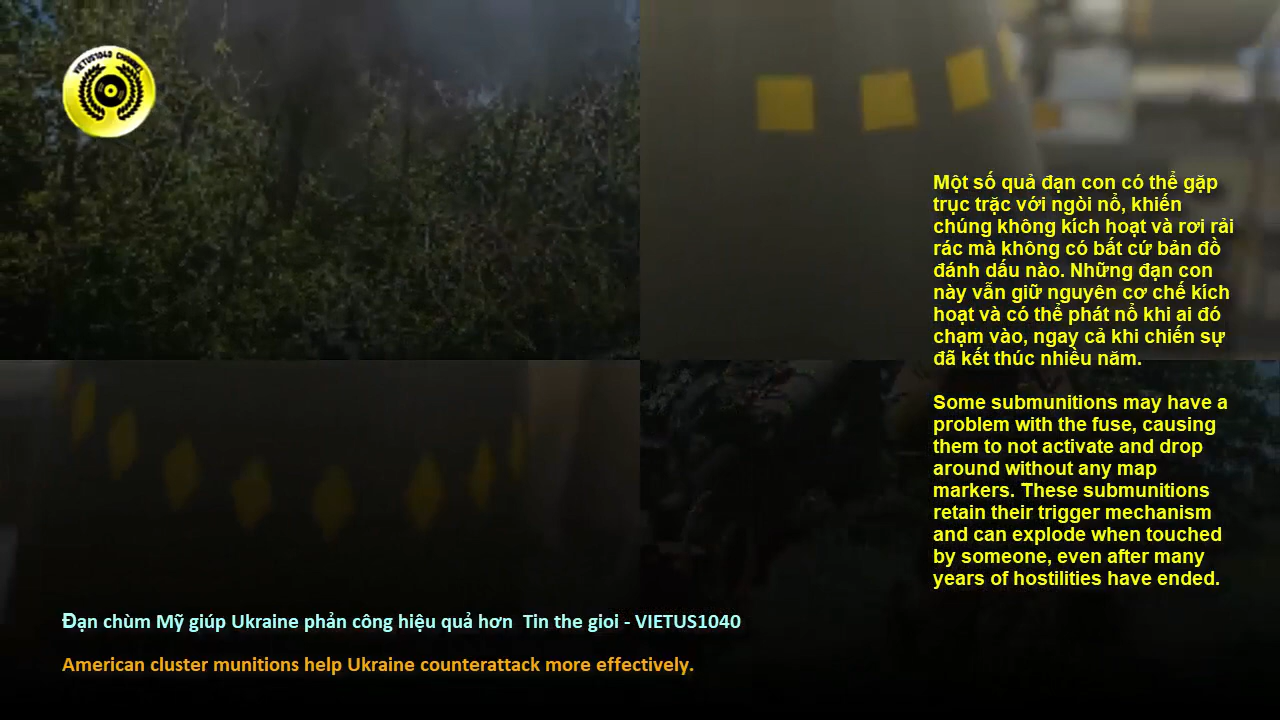 VIETUS1040 CHANNEL
Một số quả đạn con có thể gặp
trục trặc với ngòi nổ, khiến
chúng không kích hoạt và rơi rải
rác mà không có bất cứ bản đồ
đánh dấu nào. Những đạn con
này vẫn giữ nguyên cơ chế kích
hoạt và có thể phát nổ khi ai đó
chạm vào, ngay cả khi chiến sự
đã kết thúc nhiều năm.
Some submunitions may have a
problem with the fuse, causing
them to not activate and drop
around without any map
markers. These submunitions
retain their trigger mechanism
and can explode when touched
by someone, even after many
years of hostilities have ended.
Đạn chùm Mỹ giúp Ukraine phản công hiệu quả hơn  Tin the gioi - VIETUS1040
American cluster munitions help Ukraine counterattack more effectively.